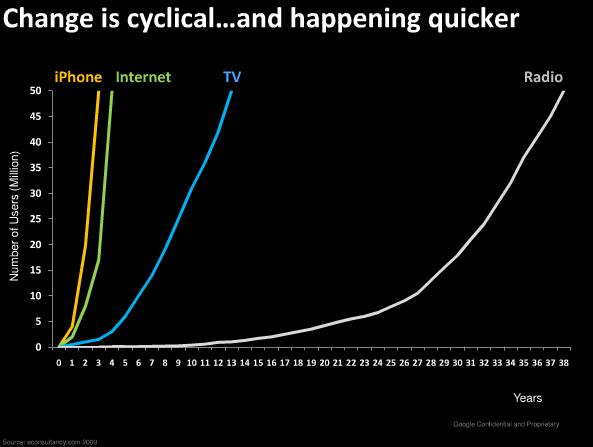 Change is cyclical…and happening quicker
iPhone Internet TV Radio
Number of Users (Million)
50
45
40
35
30
25
20
15
10
5
0
0 1 2 3 4 5 6 7 8 9 10 11 12 13 14 15 16 17 18 19 20 21 22 23 24 25 26 27 28 29 30 31 32 33 34 35 36 37 38
Years
Google Confidential and Proprietary
Source: econsultancy.com 2009